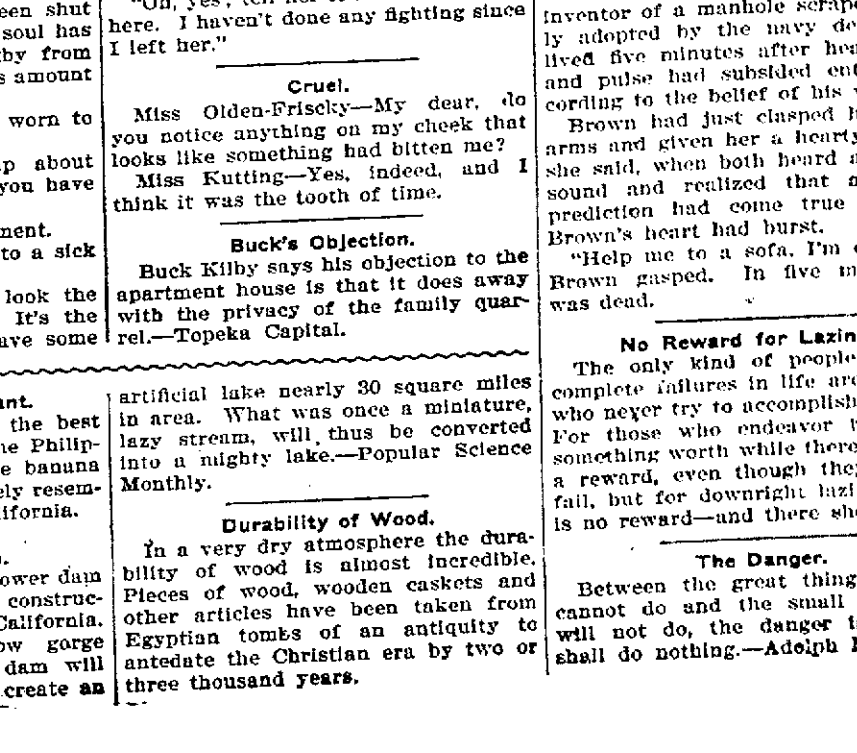 een shut
soul has
by from
s amount
worn to
p about
you have
nent.
to a sick
look the
It's the
ave some
here. I haven't done any fighting since
I left her."
Cruel.
Miss Olden-Friscky—My dear, do
you notice anything on my cheek that
looks like something had bitten me?
Miss Kutting—Yes, indeed, and I
think it was the tooth of time.
Buck's Objection.
Buck Kilby says his objection to the
apartment house is that it does away
with the privacy of the family quar-
rel.—Topeka Capital.
ant.
the best
ne Philip-
e banana
ely resem-
lifornia.
ower dam
construc-
California.
ow gorge
dam will
create an
artificial lake nearly 30 square miles
in area. What was once a miniature,
lazy stream, will thus be converted
into a mighty lake.—Popular Science
Monthly.
Durability of Wood.
In a very dry atmosphere the dura-
bility of wood is almost incredible.
Pieces of wood, wooden caskets and
other articles have been taken from
Egyptian tombs of an antiquity to
antedate the Christian era by two or
three thousand years.
inventor of a manhole scrape
ly adopted by the navy de
lived five minutes after hea
and pulse had subsided ent
cording to the belief of his
Brown had just clasped h
arms and given her a hearty
she said, when both heard a
sound and realized that
prediction had come true
Brown's heart had burst.
"Help me to a sofa, I'm
Brown gasped. In five m
was dead.
No Reward for Lazin
The only kind of people
complete failures in life are
who never try to accomplish
For those who endeavor
something worth while there
a reward, even though they
fail, but for downright lazi
is no reward—and there sho
The Danger.
Between the great thing
cannot do and the small
will not do, the danger i
shall do nothing.—Adolph